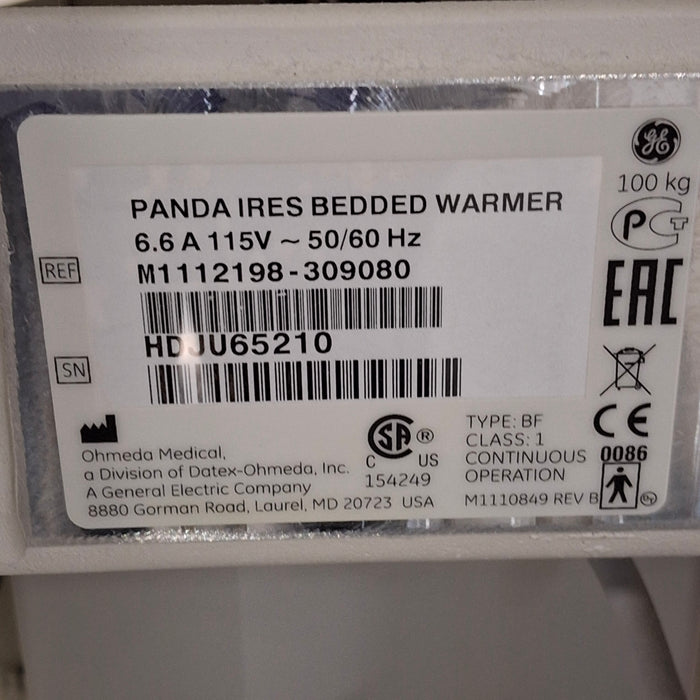 GE
100 kg
PANDA IRES BEDDED WARMER
6.6 A 115V ~ 50/60 Hz
REF M1112198-309080
HDJU65210
SN
PCT
EAC
Ohmeda Medical,
a Division of Datex-Ohmeda, Inc.
A General Electric Company
8880 Gorman Road, Laurel, MD 20723 USA
SA ®
C US
154249
TYPE: BF
CLASS: 1
CONTINUOUS
OPERATION
M1110849 REV B
CE
0086